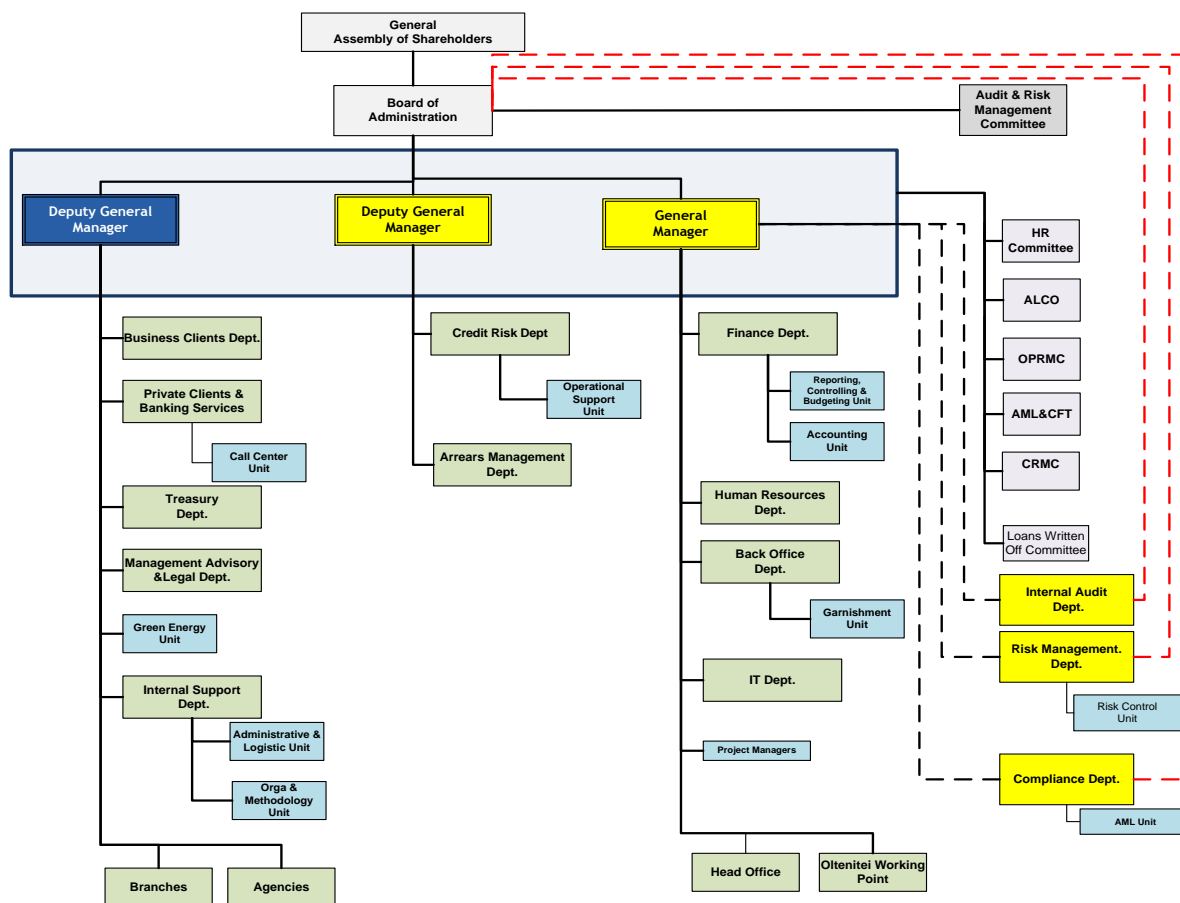 General
Assembly of Shareholders
Board of
Administration
Audit & Risk
Management
Committee
Deputy General
Manager
Deputy General
Manager
General
Manager
HR
Committee
ALCO
OPRMC
AML&CFT
CRMC
Loans Written
Off Committee
Business Clients Dept.
Private Clients &
Banking Services
Call Center
Unit
Treasury
Dept.
Management Advisory
&Legal Dept.
Green Energy
Unit
Internal Support
Dept.
Administrative &
Logistic Unit
Orga &
Methodology
Unit
Branches
Agencies
Credit Risk Dept
Operational
Support
Unit
Arrears Management
Dept.
Finance Dept.
Reporting,
Controlling &
Budgeting Unit
Accounting
Unit
Human Resources
Dept.
Back Office
Dept.
Garnishment
Unit
IT Dept.
Project Managers
Head Office
Oltenitei Working
Point
Internal Audit
Dept.
Risk Management.
Dept.
Risk Control
Unit
Compliance Dept.
AML Unit